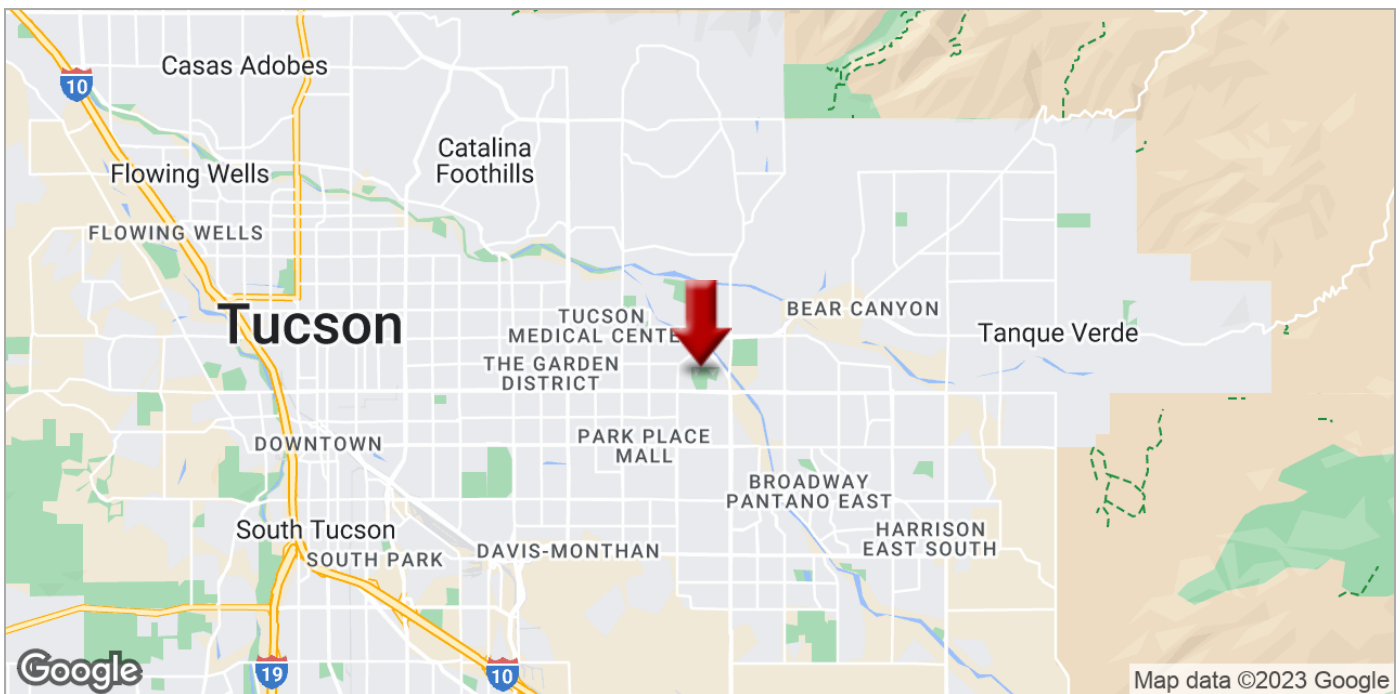 Casas Adobes
10
Catalina
Foothills
Flowing Wells
FLOWING WELLS
Tucson
TUCSON
MEDICAL CENTE
BEAR CANYON
Tanque Verde
THE GARDEN
DISTRICT
DOWNTOWN
PARK PLACE
MALL
BROADWAY
PANTANO EAST
South Tucson
SOUTH PARK
DAVIS-MONTHAN
HARRISON
EAST SOUTH
Google
19
10
Map data ©2023 Google